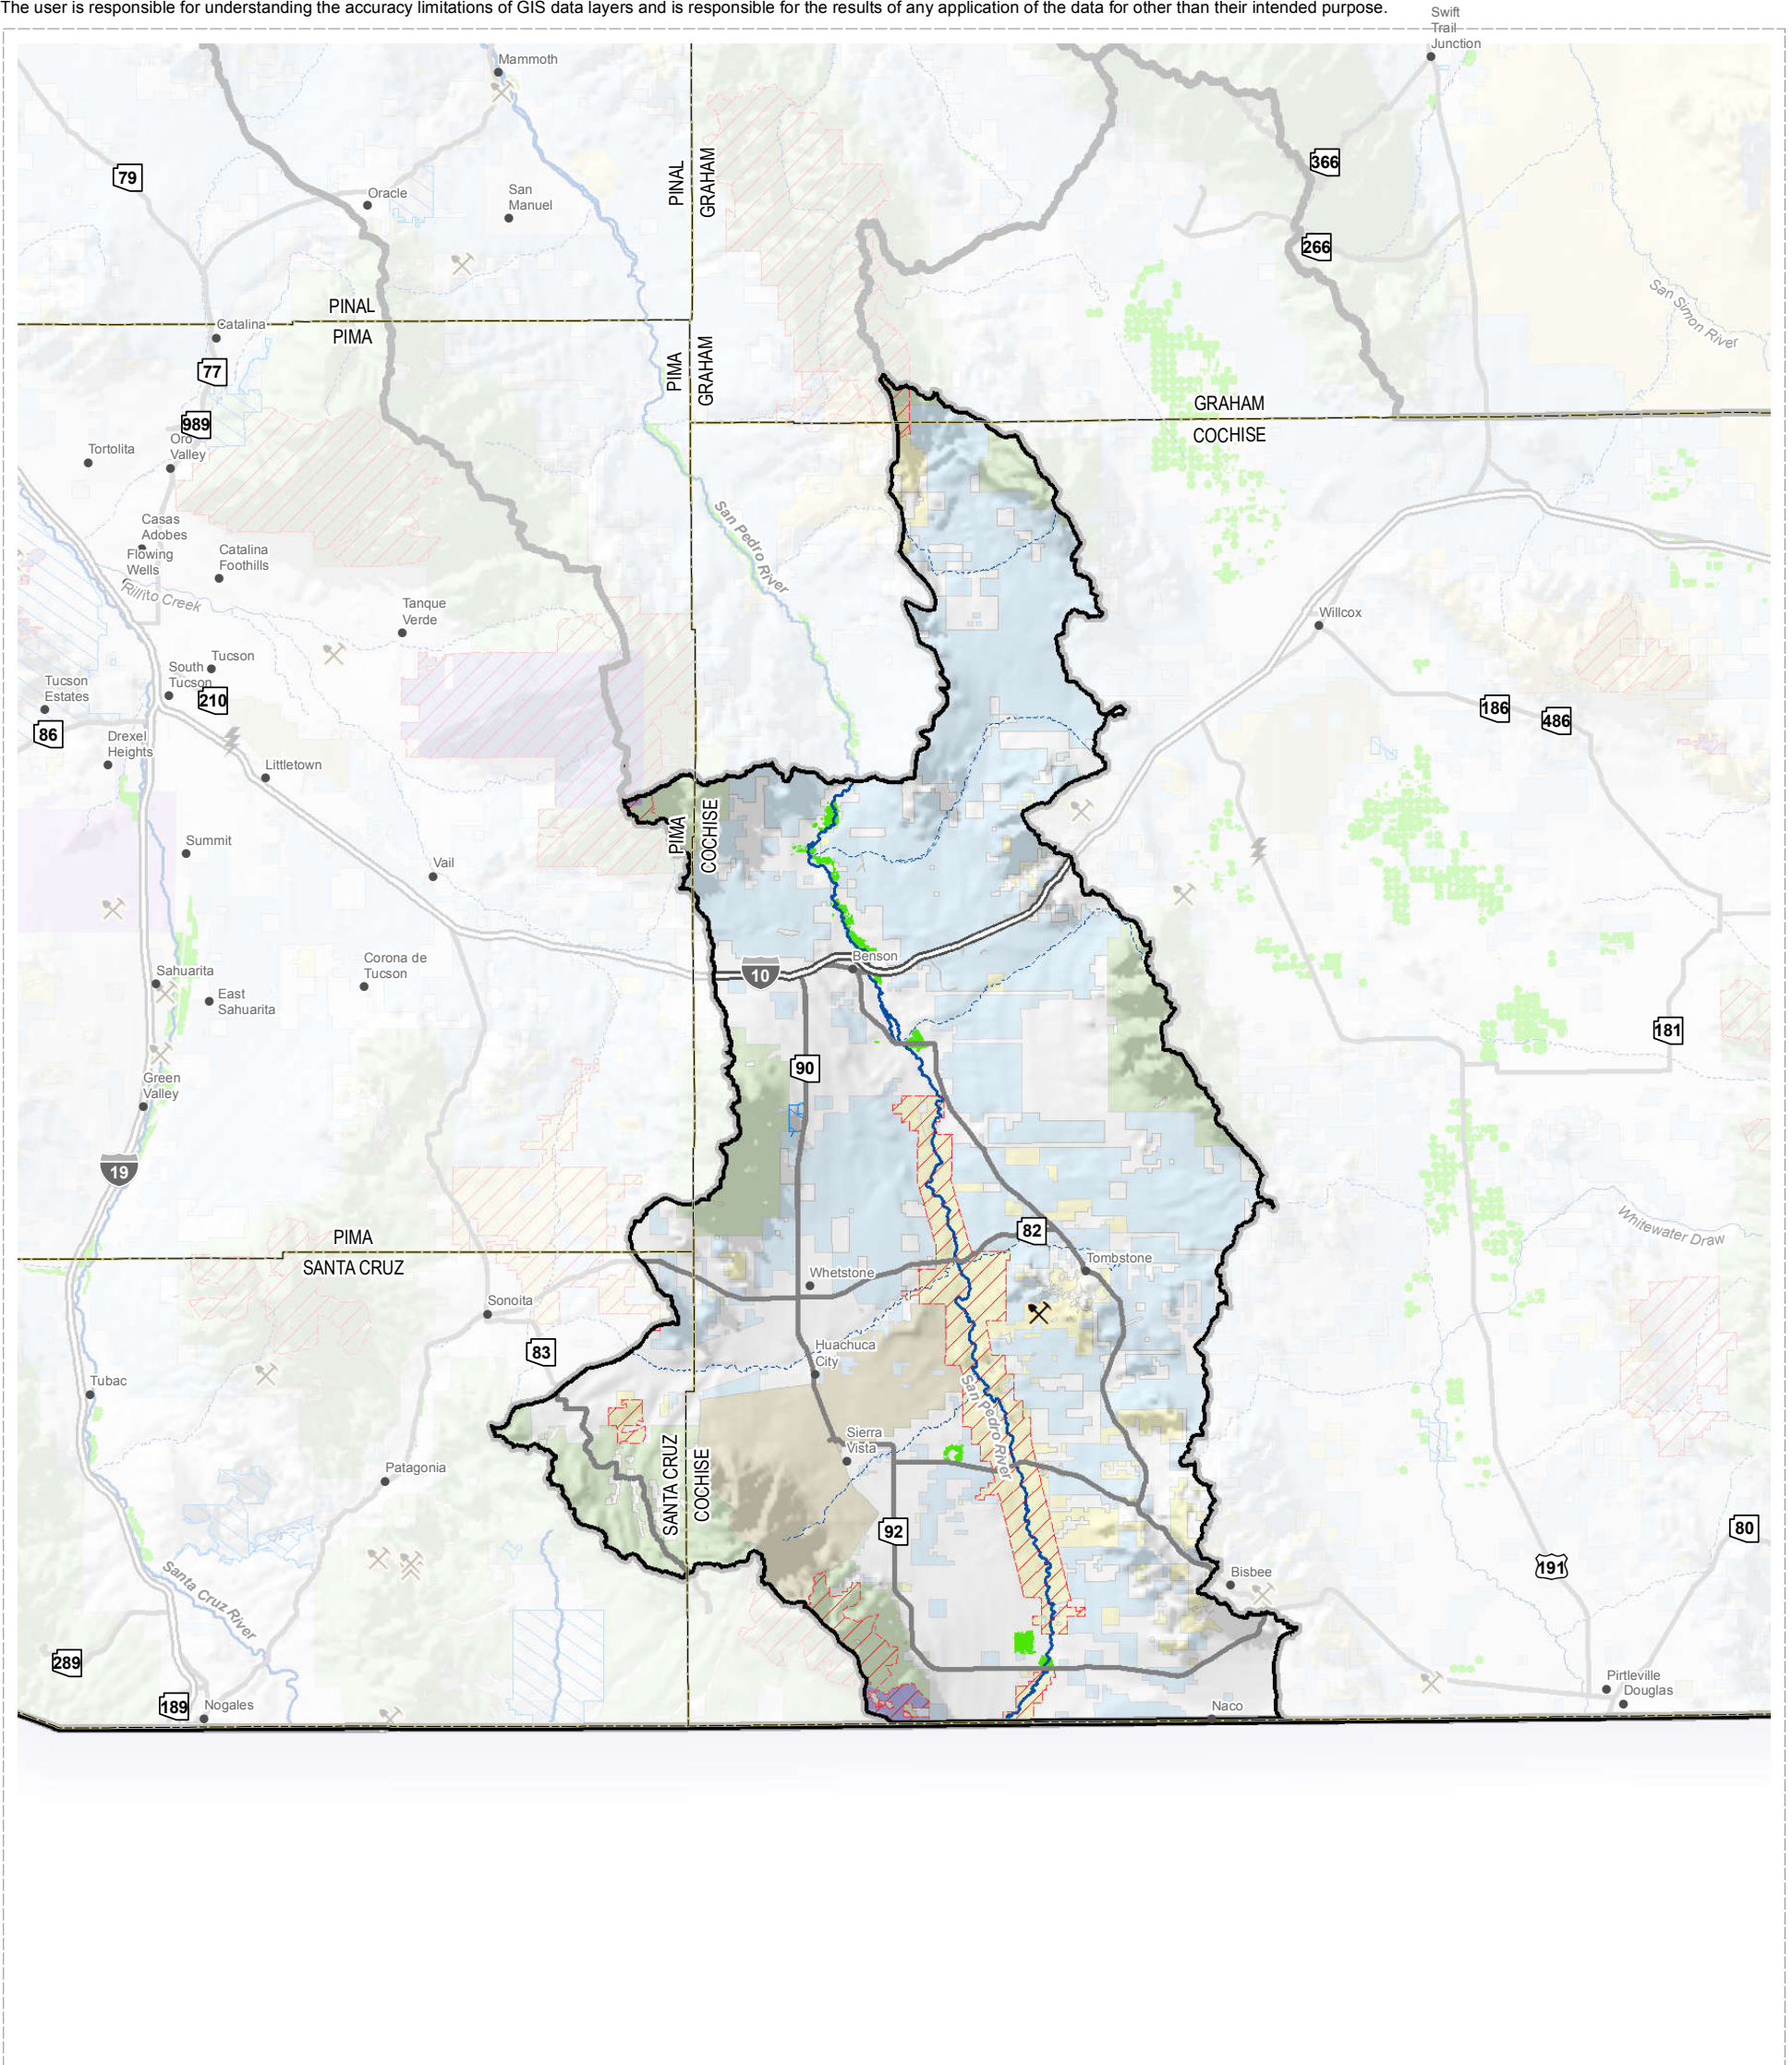 The user is responsible for understanding the accuracy limitations of GIS data layers and is responsible for the results of any application of the data for other than their intended purpose.
Swift
Trail
Junction
Mammoth
79
PINAL
GRAHAM
366
Oracle
San
Manuel
266
San Simon River
PINAL
PIMA
Catalina
77
PIMA
GRAHAM
GRAHAM
COCHISE
989
Oro
Valley
Tortolita
San Pedro River
Casas
Adobes
Flowing
Wells
Catalina
Foothills
Rillito Creek
Tanque
Verde
Willcox
Tucson
South
Tucson
210
Tucson
Estates
86
Drexel
Heights
186
486
Littletown
PIMA
COCHISE
Summit
Vail
Benson
10
Corona de
Tucson
Sahuarita
East
Sahuarita
181
90
Green
Valley
19
Whitewater Draw
PIMA
SANTA CRUZ
82
Tombstone
Whetstone
Sonoita
83
Huachuca
City
Tubac
San Pedro River
Sierra
Vista
SANTA CRUZ
COCHISE
Patagonia
92
80
191
Bisbee
Santa Cruz River
289
189
Nogales
Naco
Pirtleville
Douglas